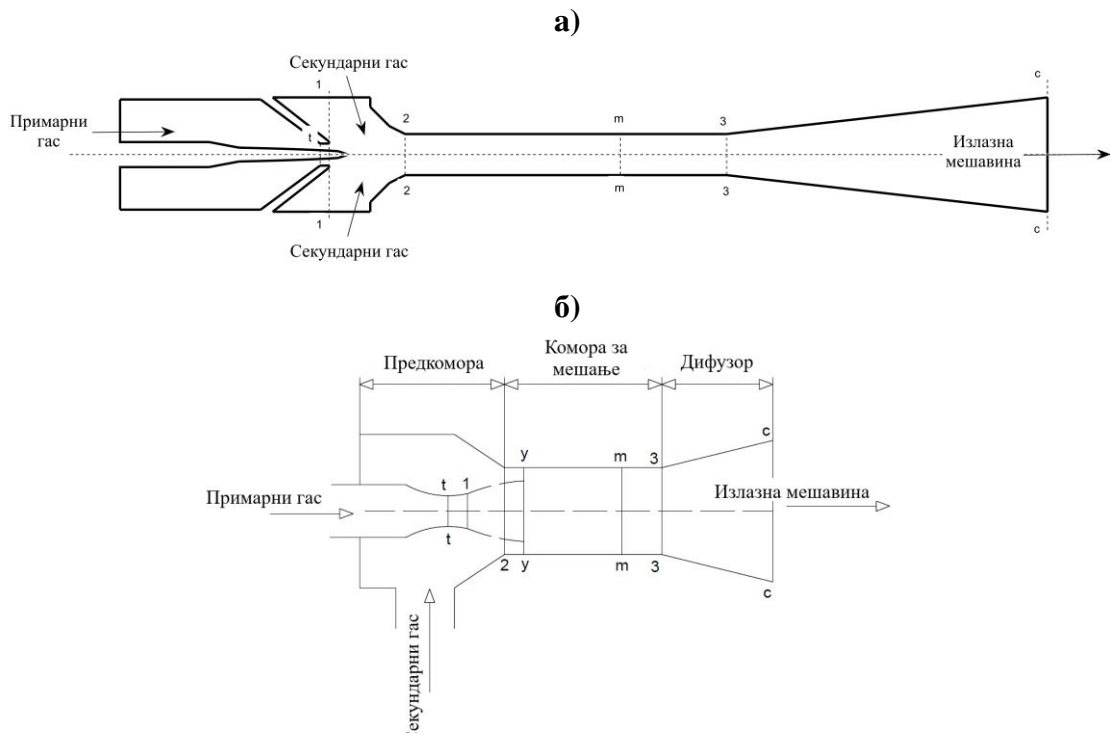 а)
Секундарни гас
1
c
Примарни
гас
t
2
m
3
Излазна
мешавина
2
m
3
1
c
Секундарни гас
б)
Предкомора
Комора за
мешање
Дифузор
c
y
m
3
t
1
Примарни гас
Излазна мешавина
t
2
y
m
3
c
Секундарни гас